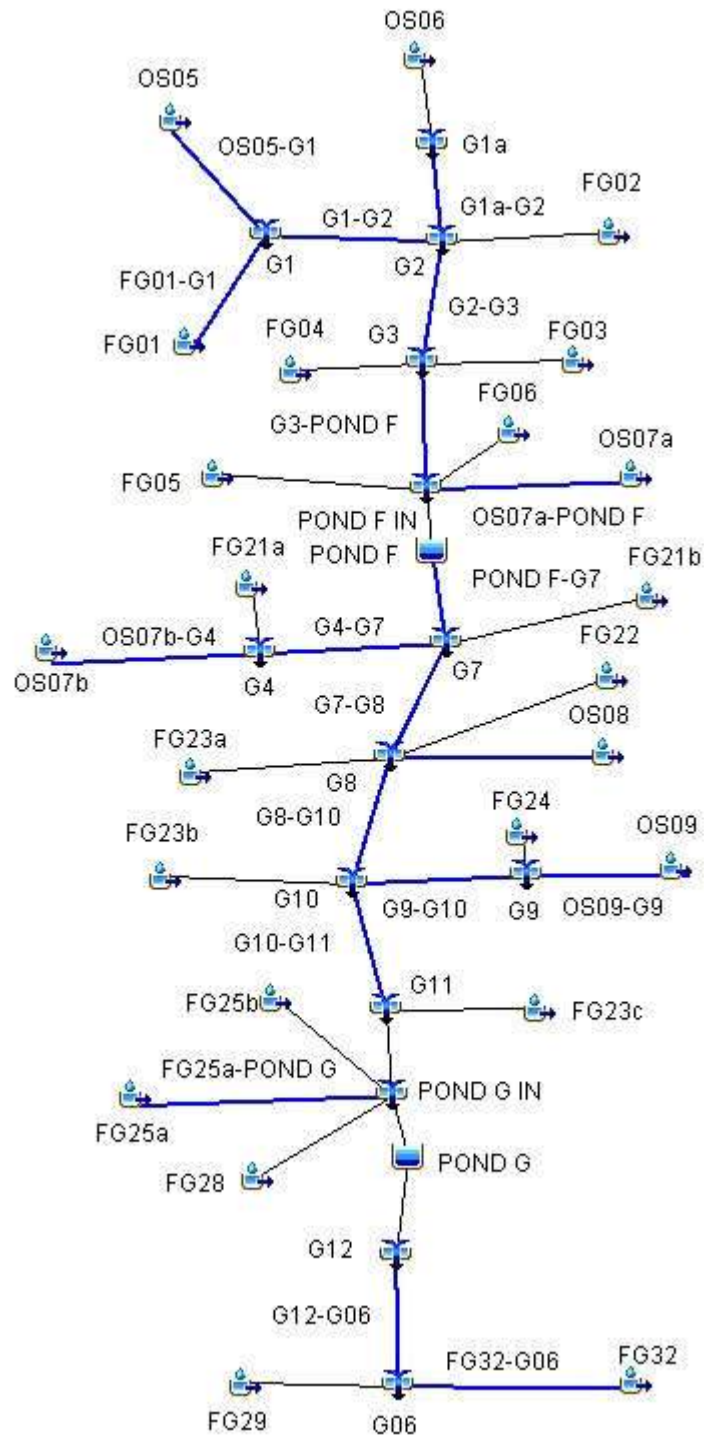 OS06
OS05
OS05-G1
G1a
FG02
G1-G2
G1a-G2
G1
G2
FG01-G1
G2-G3
FG04
G3
FG03
FG01
FG06
G3-POND F
OS07a
FG05
POND F IN
OS07a-POND F
FG21a
POND F
POND F-G7
FG21b
OS07b-G4
G4-G7
FG22
OS07b
G4
G7
G7-G8
OS08
FG23a
G8
FG24
G8-G10
FG23b
OS09
G10
G9-G10
G9
OS09-G9
G10-G11
G11
FG25b
FG23c
FG25a-POND G
POND G IN
FG25a
POND G
FG28
G12
G12-G06
FG32-G06
FG32
FG29
G06